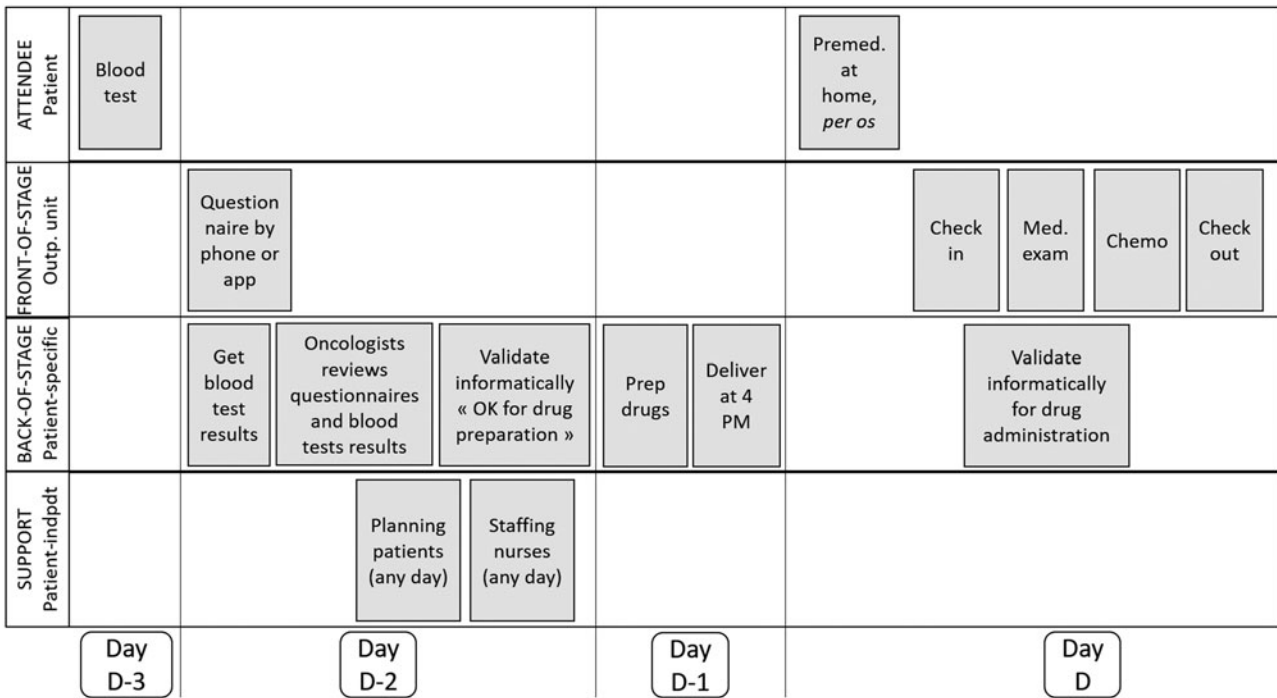 ATTENDEE
Patient
Blood
test
Premed.
at
home,
per os
FRONT-OF-STAGE
Outp. unit
Question
naire by
phone or
app
Check
in
Med.
exam
Chemo
Check
out
BACK-OF-STAGE
Patient-specific
Get
blood
test
results
Oncologists
reviews
questionnaires
and blood
tests results
Validate
informatically
« OK for drug
preparation »
Prep
drugs
Deliver
at 4
PM
Validate
informatically
for drug
administration
SUPPORT
Patient-indpdt
Planning
patients
(any day)
Staffing
nurses
(any day)
Day
D-3
Day
D-2
Day
D-1
Day
D